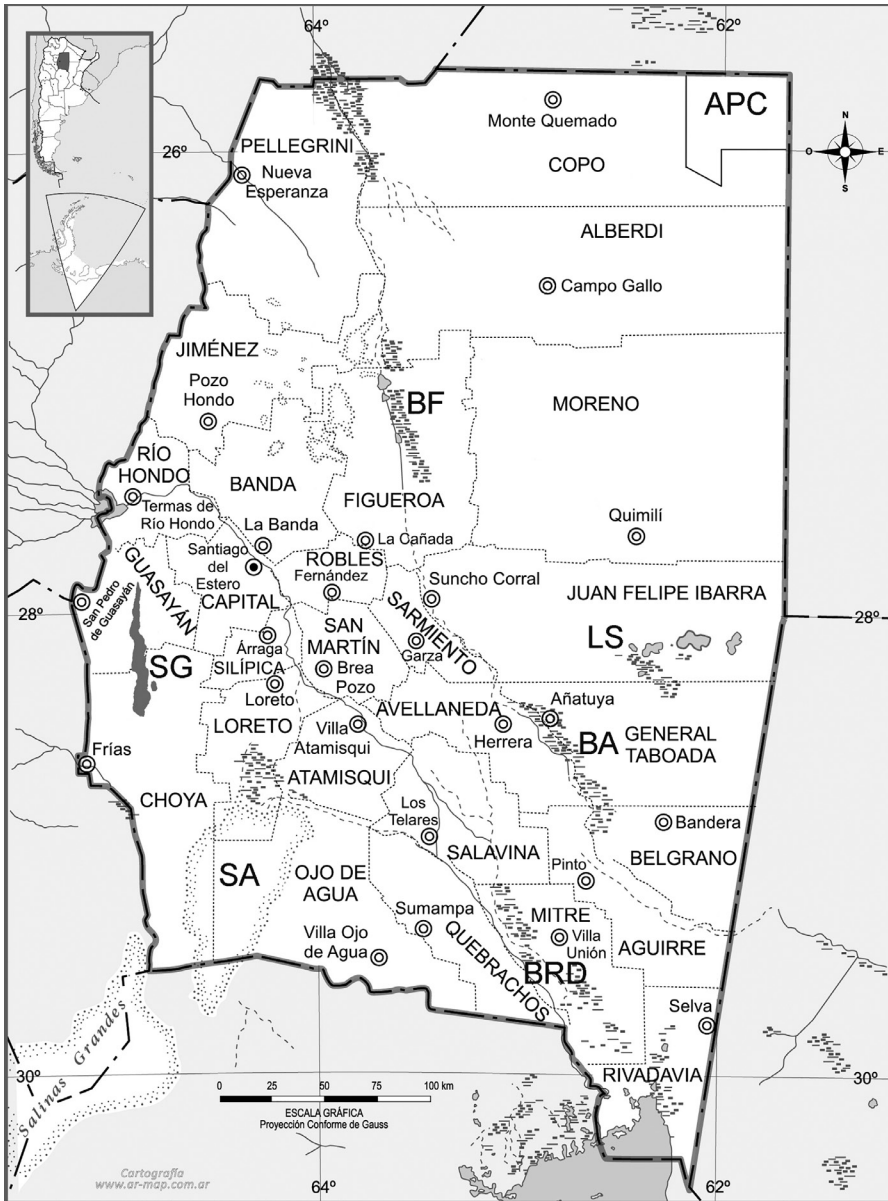 64
62
APC
Monte Quemado
N
O
E
S
PELLEGRINI
26º
COPO
Nueva
Esperanza
ALBERDI
Campo Gallo
JIMÉNEZ
Pozo
Hondo
BF
MORENO
RÍO
HONDO
BANDA
FIGUEROA
Termas de
Río Hondo
Quimilí
La Banda
La Cañada
Santiago
del
Estero
ROBLES
Fernández
GUASAYÁN
Suncho Corral
JUAN FELIPE IBARRA
San Pedro
de Guasayán
CAPITAL
SARMIENTO
28º
28º
SAN
MARTÍN
LS
Árraga
Garza
SG
SILÍPICA
Brea
Pozo
Loreto
AVELLANEDA
Añatuya
LORETO
Villa
Atamisqui
Herrera
BA
GENERAL
TABOADA
Frías
ATAMISQUI
CHOYA
Los
Telares
Bandera
SALAVINA
BELGRANO
SA
OJO DE
AGUA
Pinto
Sumampa
MITRE
Villa Ojo
de Agua
QUEBRACHOS
Villa
Unión
AGUIRRE
BRD
Selva
Salinas Grandes
30º
30º
RIVADAVIA
0 25 50 75 100 km
ESCALA GRÁFICA
Proyección Conforme de Gauss
Cartografía
www.ar-map.com.ar
64
62